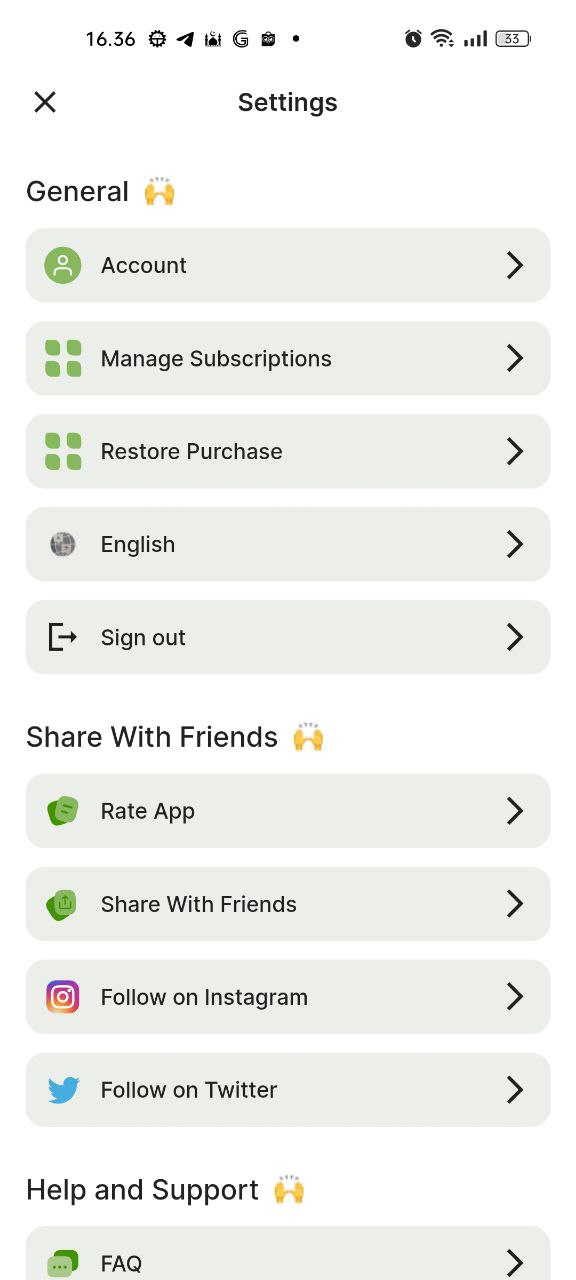 16.36
33
Settings
General 🙌
Account
Manage Subscriptions
Restore Purchase
English
Sign out
Share With Friends 🙌
Rate App
Share With Friends
Follow on Instagram
Follow on Twitter
Help and Support 🙌
FAQ